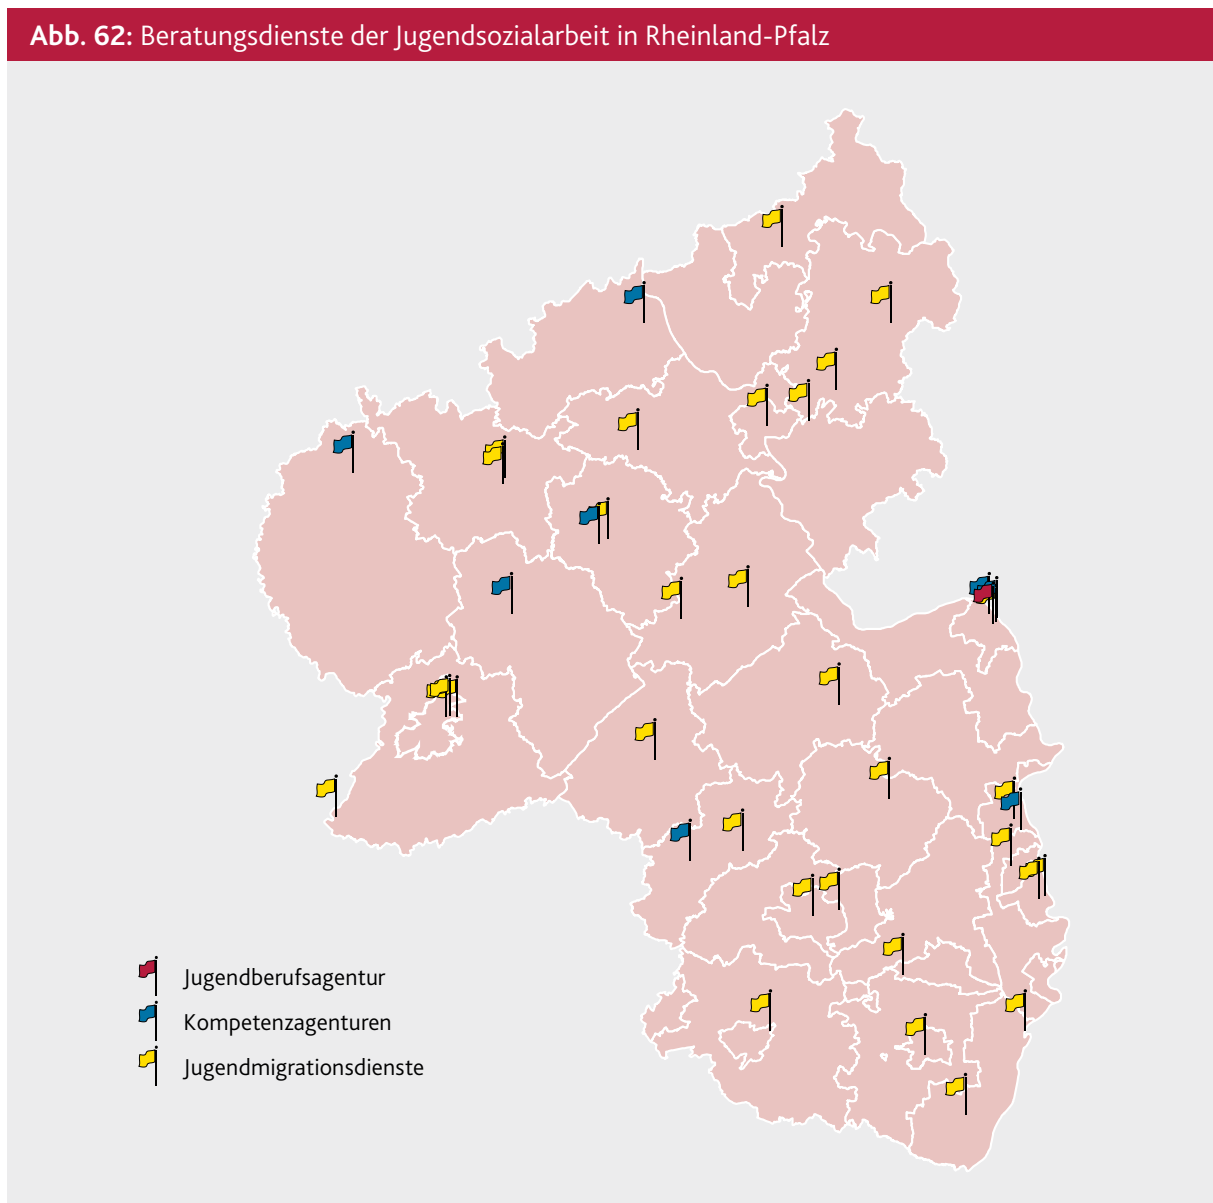 Abb. 62: Beratungsdienste der Jugendsozialarbeit in Rheinland-Pfalz
Jugendberufsagentur
Kompetenzagenturen
Jugendmigrationsdienste